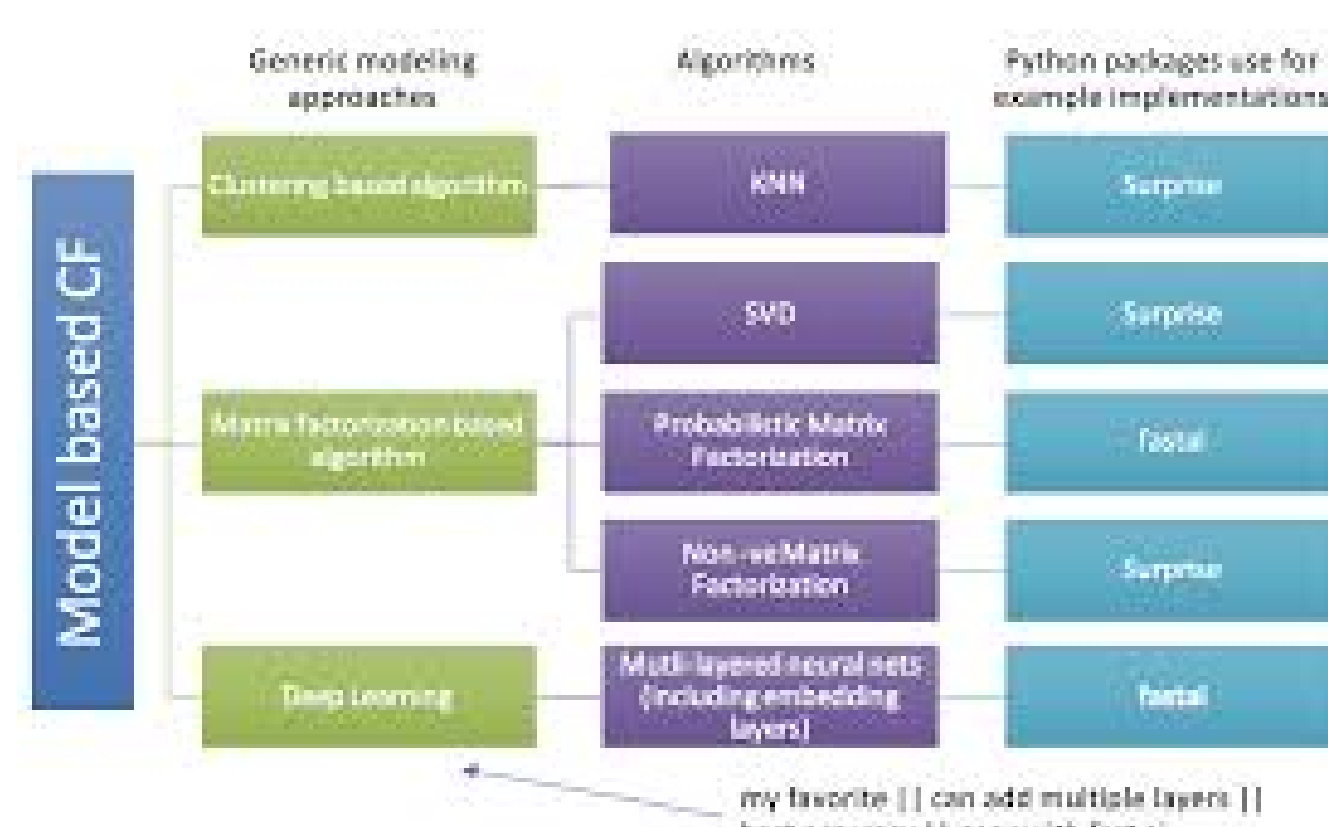 Generic modeling
approaches
Algorithms
Python packages use for
example implementations
Model based CF
Clustering based algorithm
KNN
Surprise
SVD
Surprise
Matrix factorization based
algorithm
Probabilistic Matrix
Factorization
fastai
Non-ve Matrix
Factorization
Surprise
Deep Learning
Mutli-layered neural nets
(including embedding
layers)
fastai
my favorite || can add multiple layers ||